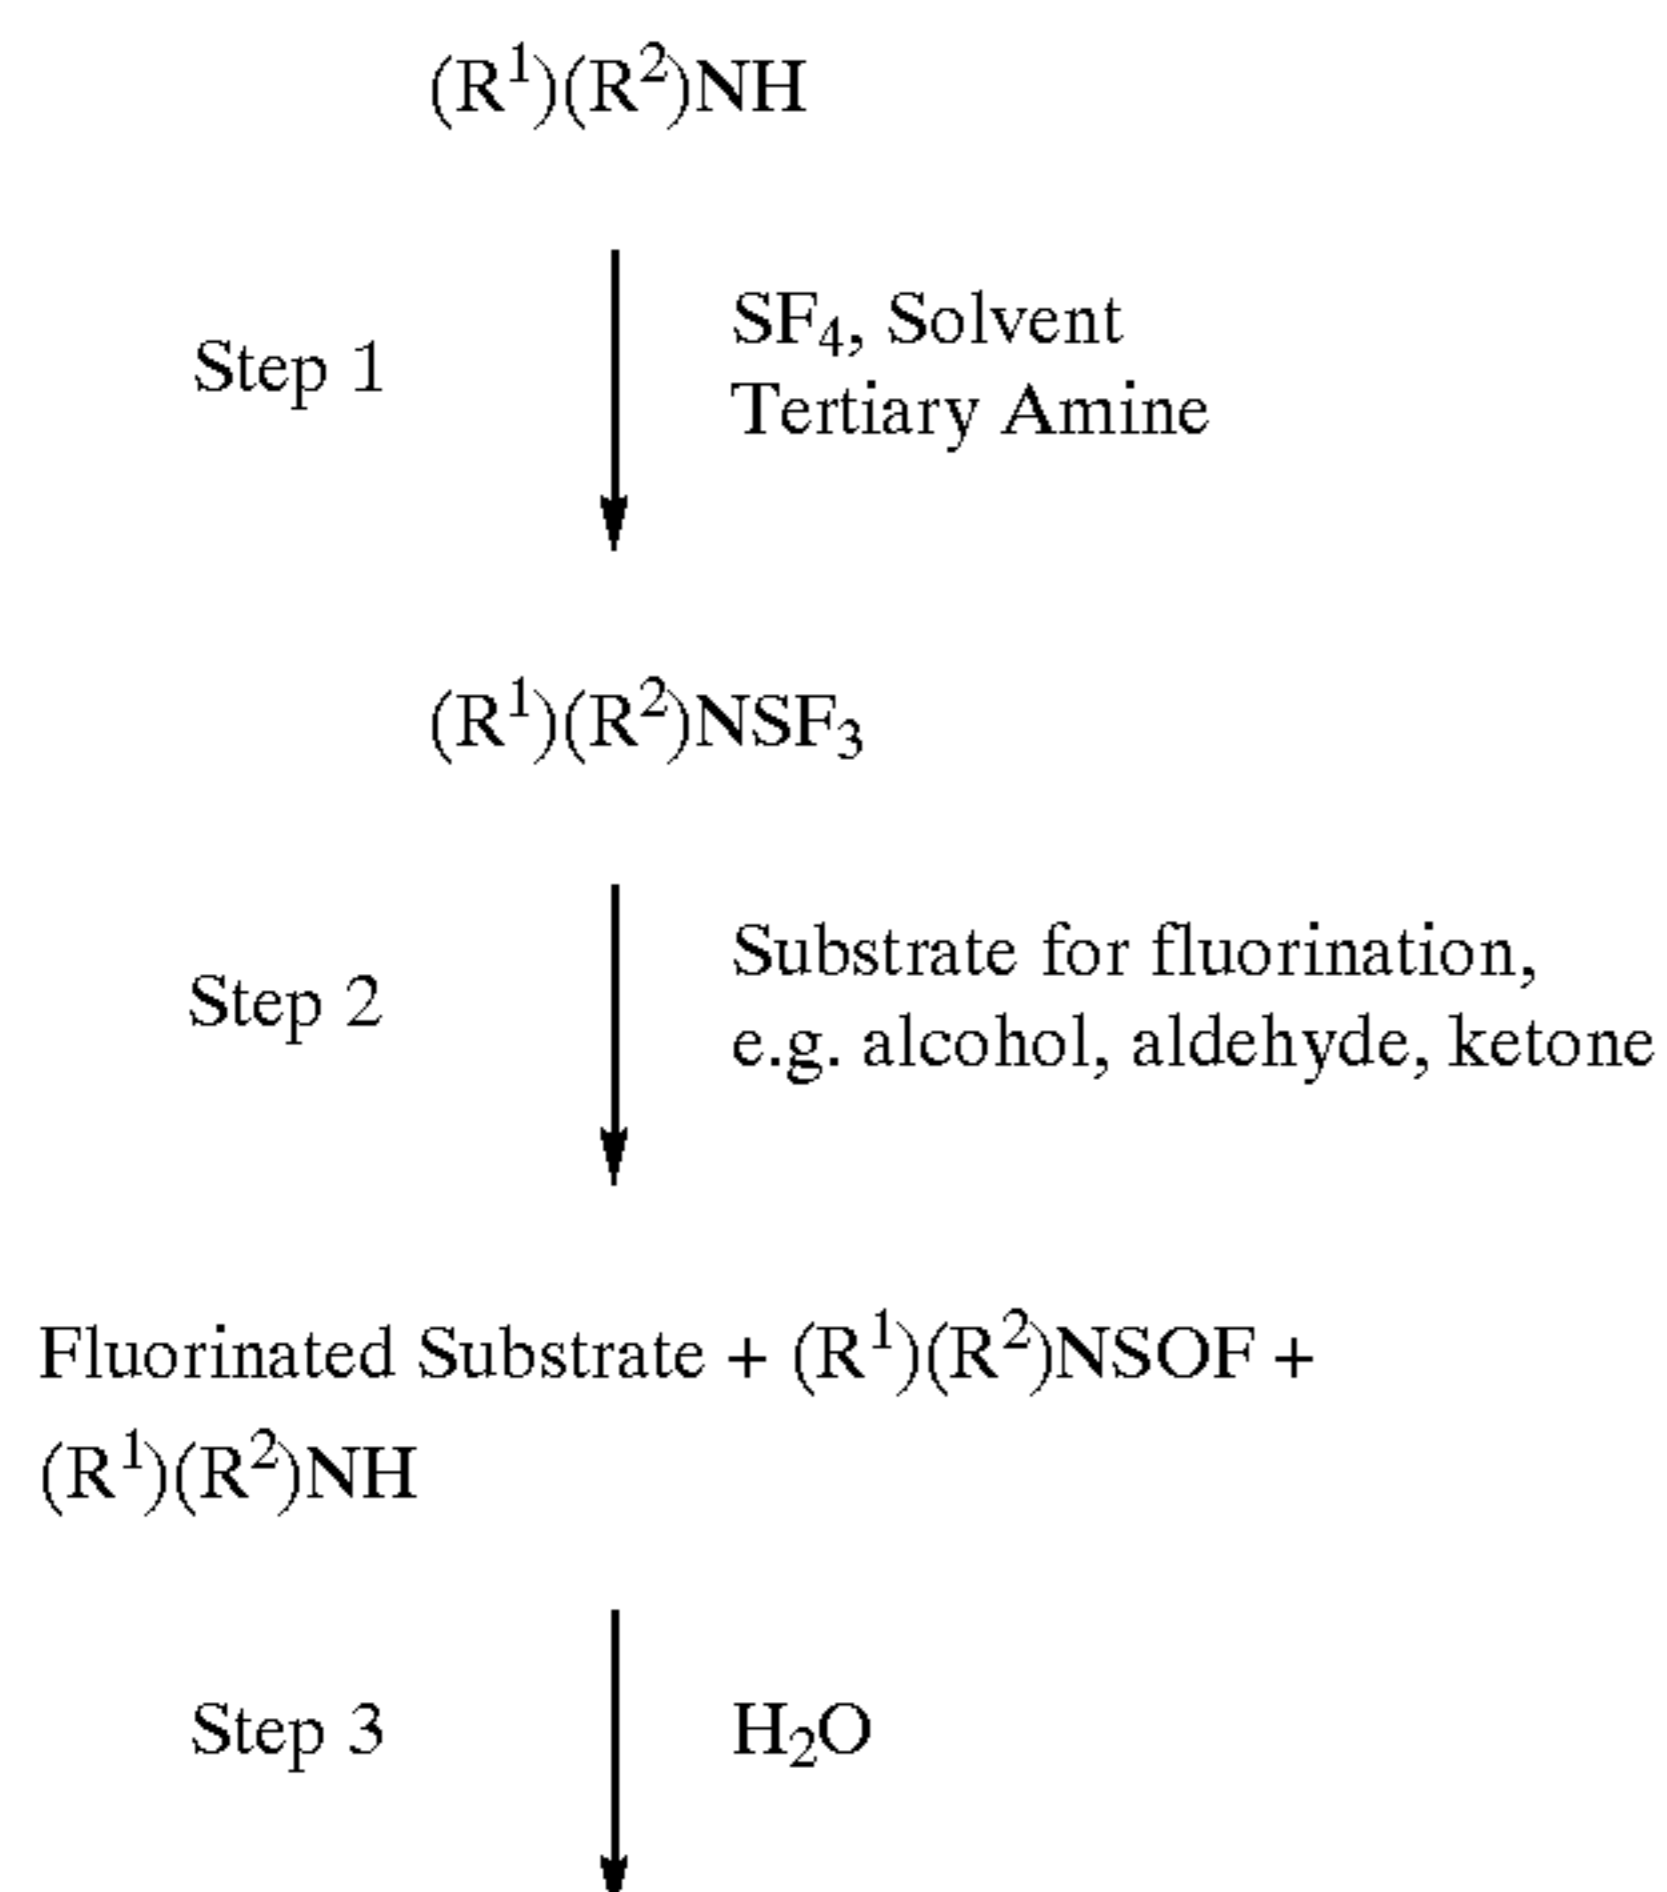 (R¹)(R²)NH
Step 1
SF₄, Solvent
Tertiary Amine
(R¹)(R²)NSF₃
Step 2
Substrate for fluorination,
e.g. alcohol, aldehyde, ketone
Fluorinated Substrate + (R¹)(R²)NSOF +
(R¹)(R²)NH
Step 3
H₂O